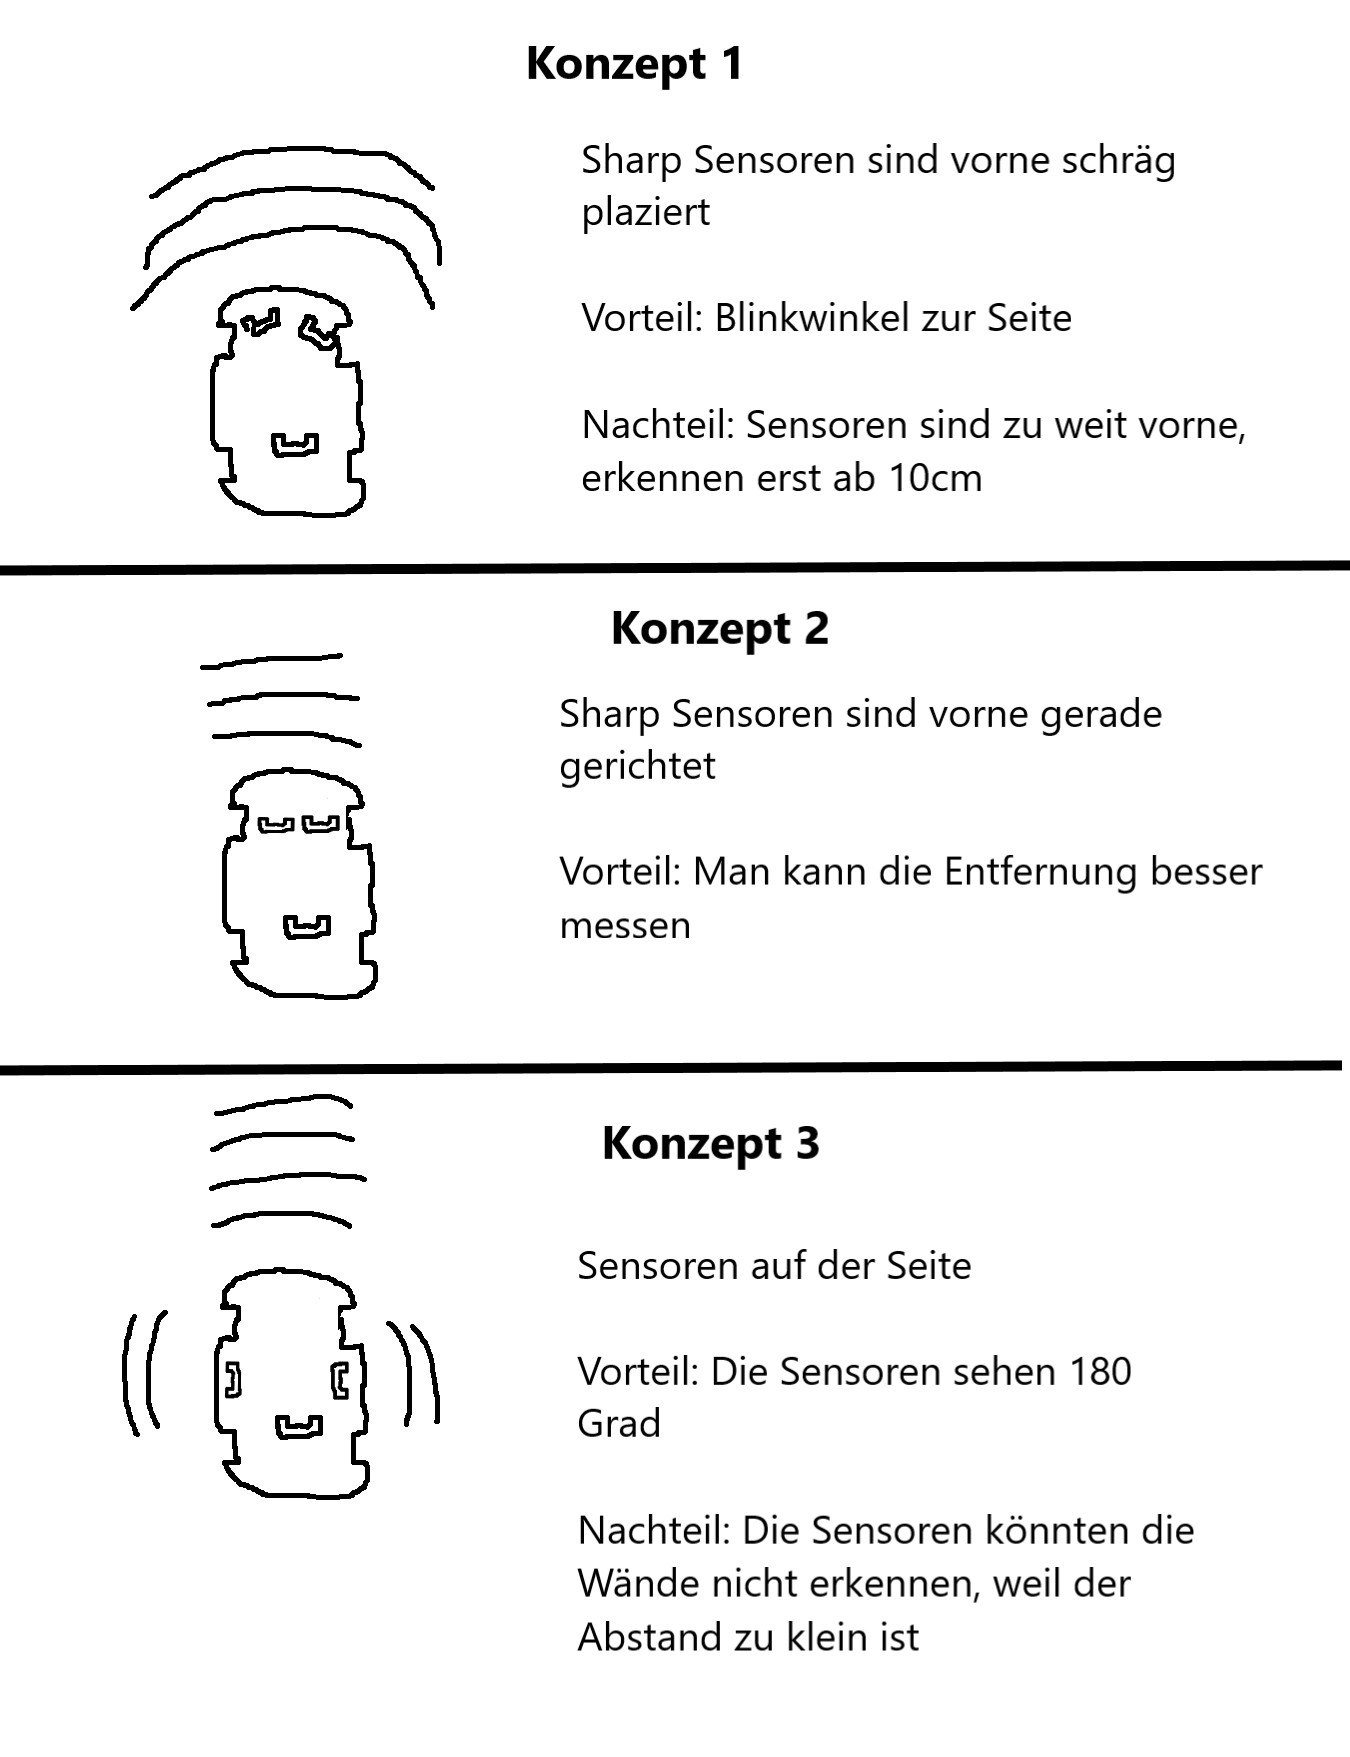 Konzept 1
Sharp Sensoren sind vorne schräg
plaziert
Vorteil: Blinkwinkel zur Seite
Nachteil: Sensoren sind zu weit vorne,
erkennen erst ab 10cm
Konzept 2
Sharp Sensoren sind vorne gerade
gerichtet
Vorteil: Man kann die Entfernung besser
messen
Konzept 3
Sensoren auf der Seite
Vorteil: Die Sensoren sehen 180
Grad
Nachteil: Die Sensoren könnten die
Wände nicht erkennen, weil der
Abstand zu klein ist